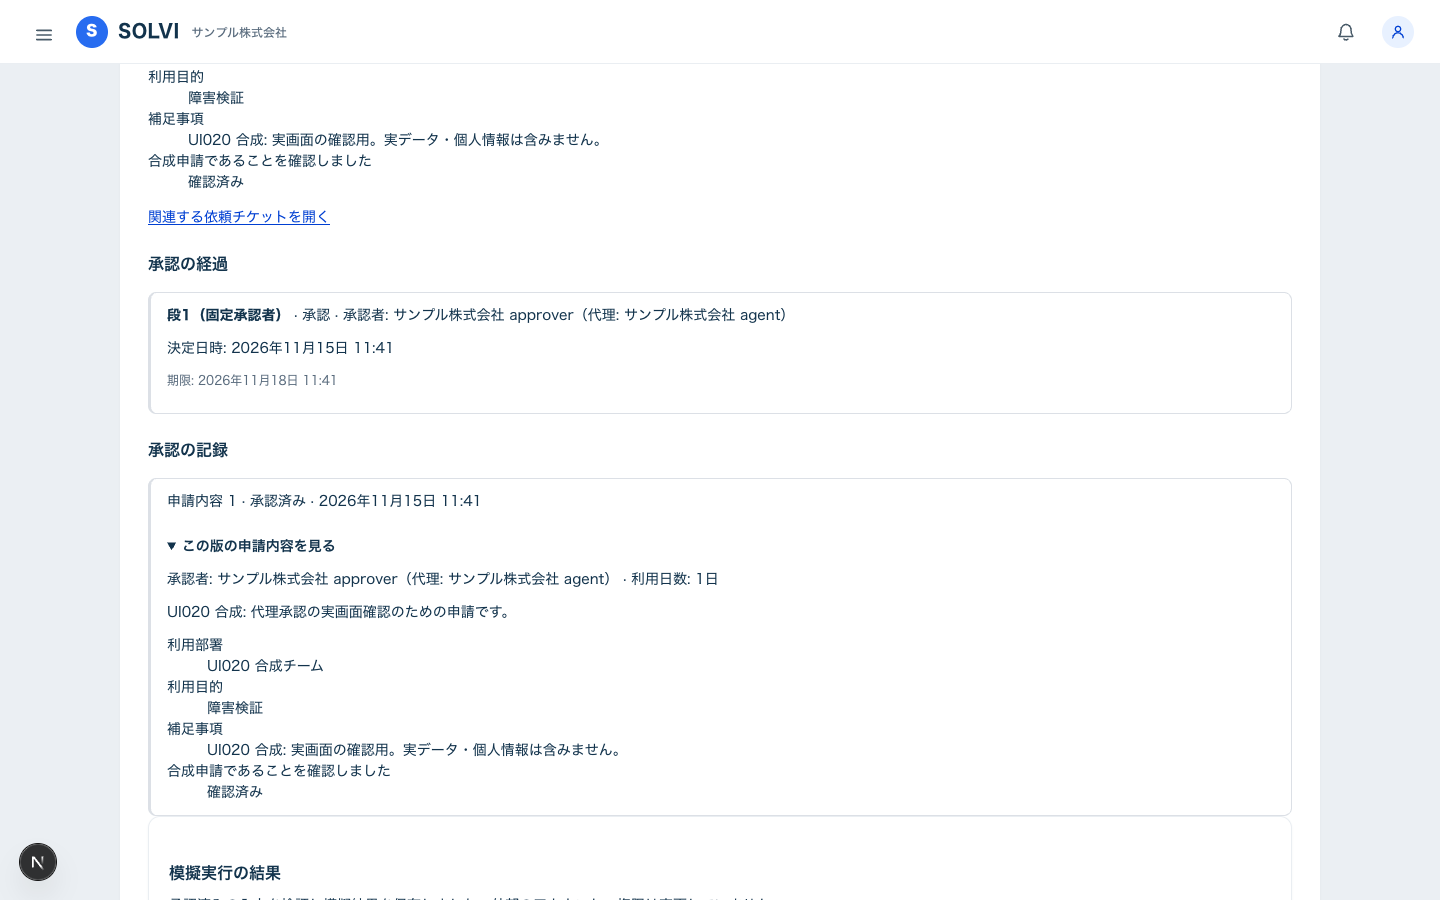 S SOLVI サンプル株式会社
利用目的
障害検証
補足事項
UI020 合成: 実画面の確認用。実データ・個人情報は含みません。
合成申請であることを確認しました
確認済み
関連する依頼チケットを開く
承認の経過
段1（固定承認者） · 承認 · 承認者: サンプル株式会社 approver（代理: サンプル株式会社 agent）
決定日時: 2026年11月15日 11:41
期限: 2026年11月18日 11:41
承認の記録
申請内容 1 · 承認済み · 2026年11月15日 11:41
▼ この版の申請内容を見る
承認者: サンプル株式会社 approver（代理: サンプル株式会社 agent） · 利用日数: 1日
UI020 合成: 代理承認の実画面確認のための申請です。
利用部署
UI020 合成チーム
利用目的
障害検証
補足事項
UI020 合成: 実画面の確認用。実データ・個人情報は含みません。
合成申請であることを確認しました
確認済み
N
模擬実行の結果